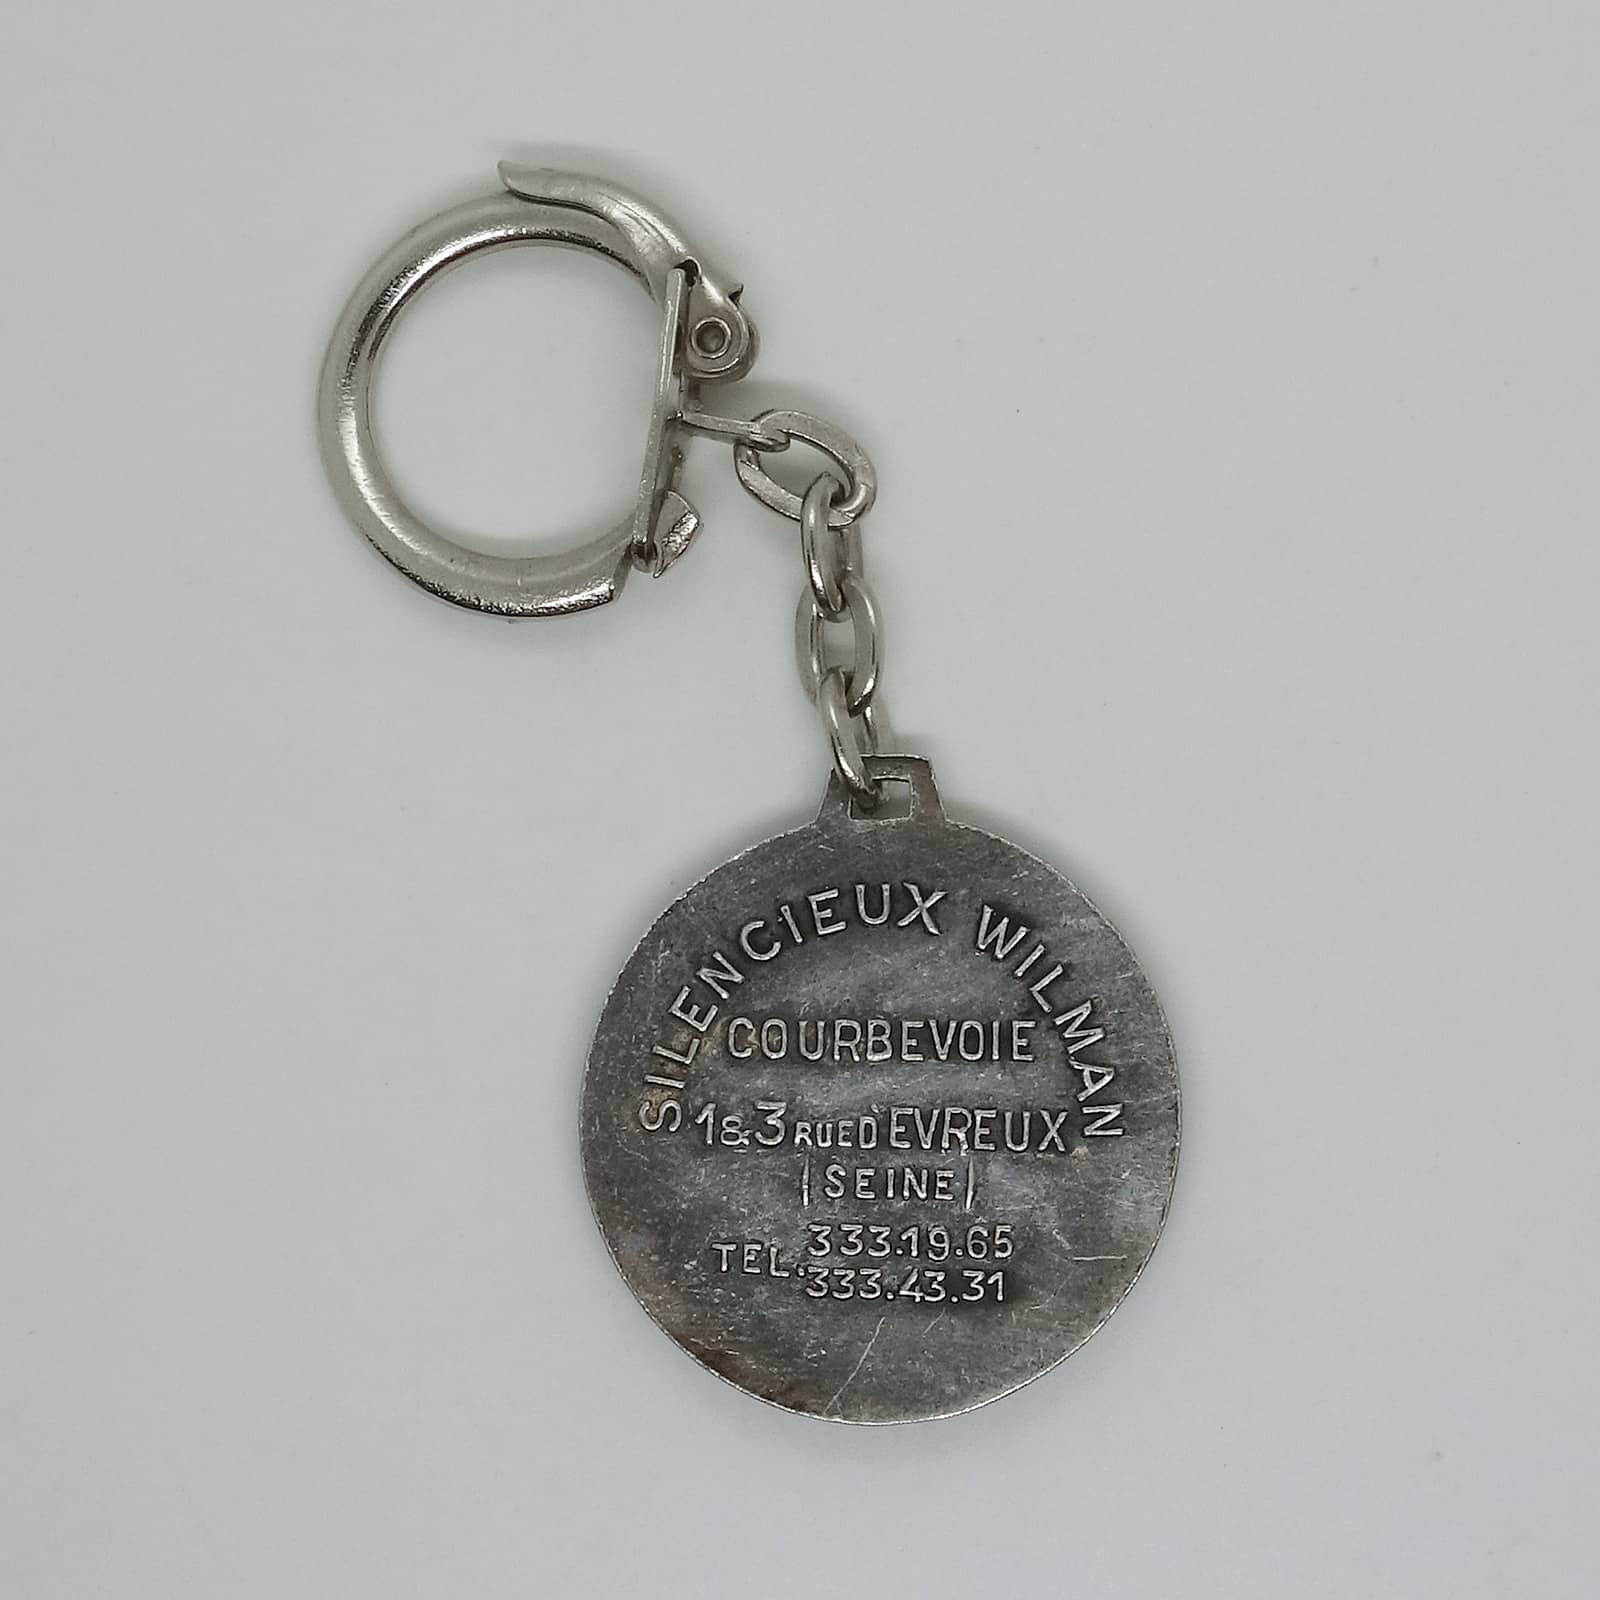 SILENCIEUX WILMAN
COURBEVOIE
1&3 RUE D'EVREUX
(SEINE)
TEL. 333.19.65
333.43.31